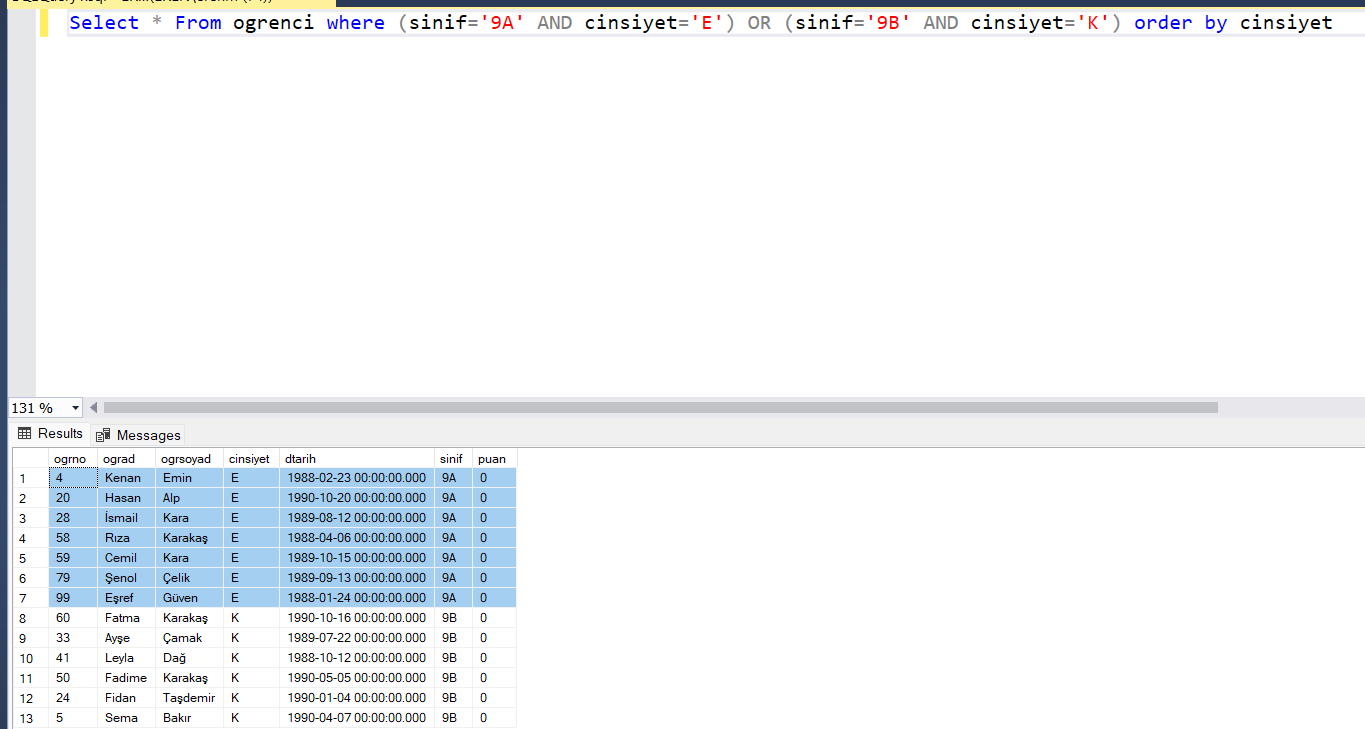 Select * From ogrenci where (sinif='9A' AND cinsiyet='E') OR (sinif='9B' AND cinsiyet='K') order by cinsiyet
131 %
Results Messages
ogrno ograd ogrsoyad cinsiyet dtarih sinif puan
1 4 Kenan Emin E 1988-02-23 00:00:00.000 9A 0
2 20 Hasan Alp E 1990-10-20 00:00:00.000 9A 0
3 28 İsmail Kara E 1989-08-12 00:00:00.000 9A 0
4 58 Rıza Karakaş E 1988-04-06 00:00:00.000 9A 0
5 59 Cemil Kara E 1989-10-15 00:00:00.000 9A 0
6 79 Şenol Çelik E 1989-09-13 00:00:00.000 9A 0
7 99 Eşref Güven E 1988-01-24 00:00:00.000 9A 0
8 60 Fatma Karakaş K 1990-10-16 00:00:00.000 9B 0
9 33 Ayşe Çamak K 1989-07-22 00:00:00.000 9B 0
10 41 Leyla Dağ K 1988-10-12 00:00:00.000 9B 0
11 50 Fadime Karakaş K 1990-05-05 00:00:00.000 9B 0
12 24 Fidan Taşdemir K 1990-01-04 00:00:00.000 9B 0
13 5 Sema Bakır K 1990-04-07 00:00:00.000 9B 0